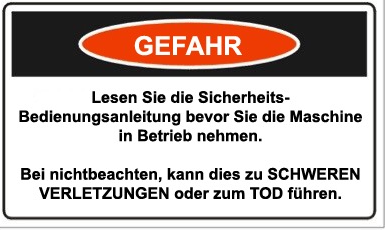 GEFAHR
Lesen Sie die Sicherheits-
Bedienungsanleitung bevor Sie die Maschine
in Betrieb nehmen.
Bei nichtbeachten, kann dies zu SCHWEREN
VERLETZUNGEN oder zum TOD führen.